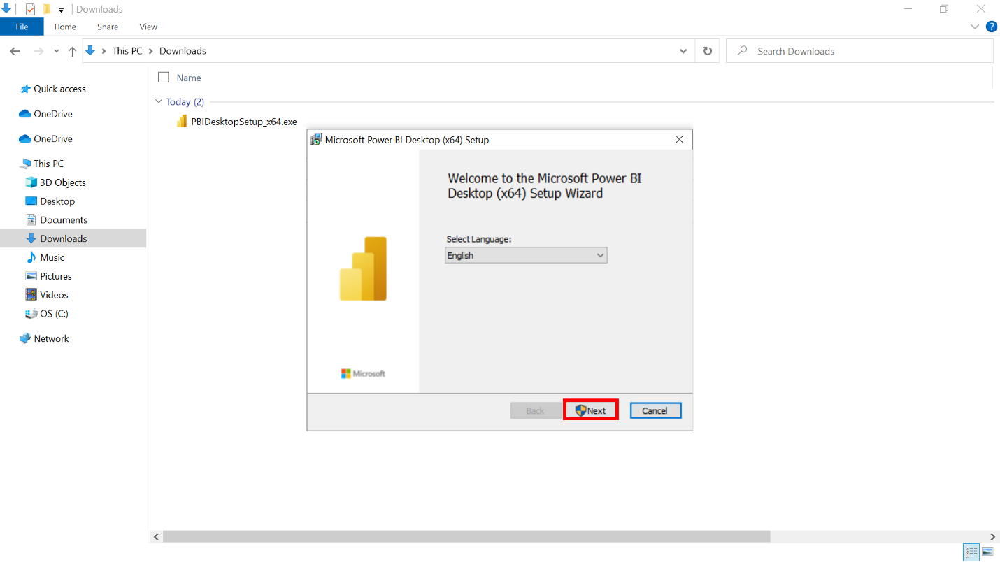 Downloads
File Home Share View
This PC Downloads
Search Downloads
Name
Quick access
Today (2)
OneDrive
PBIDesktopSetup_x64.exe
OneDrive
This PC
3D Objects
Desktop
Documents
Downloads
Music
Pictures
Videos
OS (C:)
Network
Microsoft Power BI Desktop (x64) Setup
Welcome to the Microsoft Power BI
Desktop (x64) Setup Wizard
Select Language:
English
Microsoft
Back Next Cancel